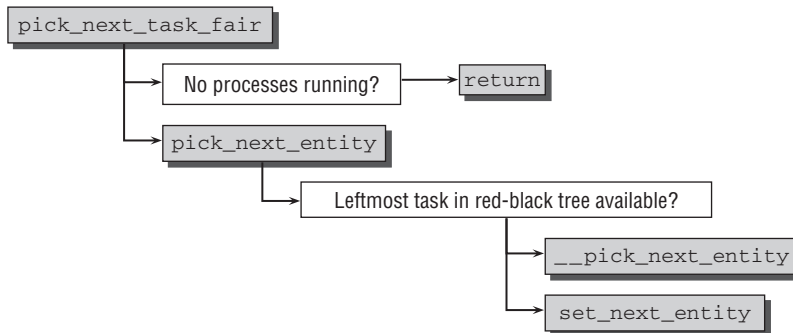 pick_next_task_fair
No processes running?
return
pick_next_entity
Leftmost task in red-black tree available?
__pick_next_entity
set_next_entity